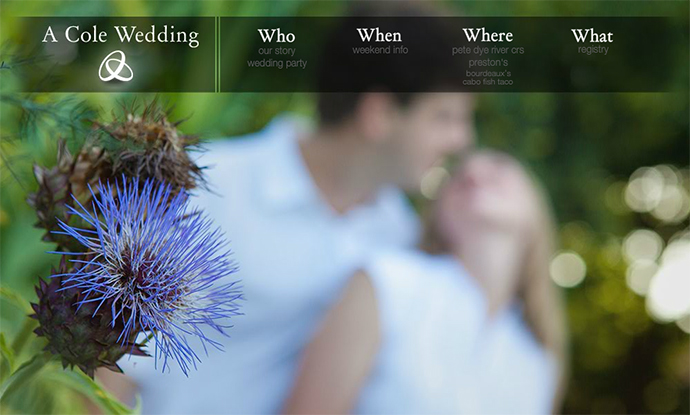 A Cole Wedding
Who
our story
wedding party
When
weekend info
Where
pete dye river crs
preston's
bourdeaux's
cabo fish taco
What
registry